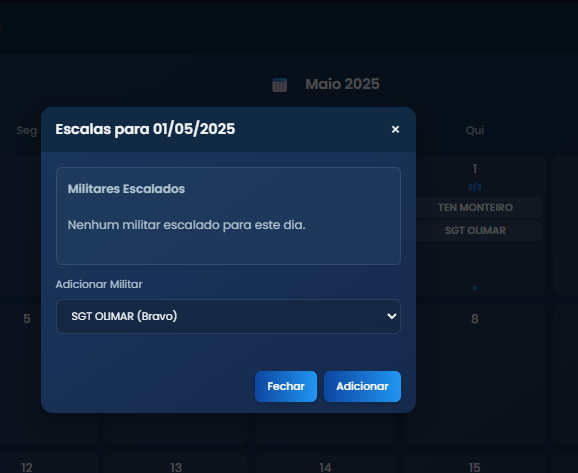 Maio 2025
Seg
Qui
Escalas para 01/05/2025
×
Militares Escalados
Nenhum militar escalado para este dia.
Adicionar Militar
SGT OLIMAR (Bravo)
Fechar
Adicionar
1
2/3
TEN MONTEIRO
SGT OLIMAR
5
8
12
13
14
15